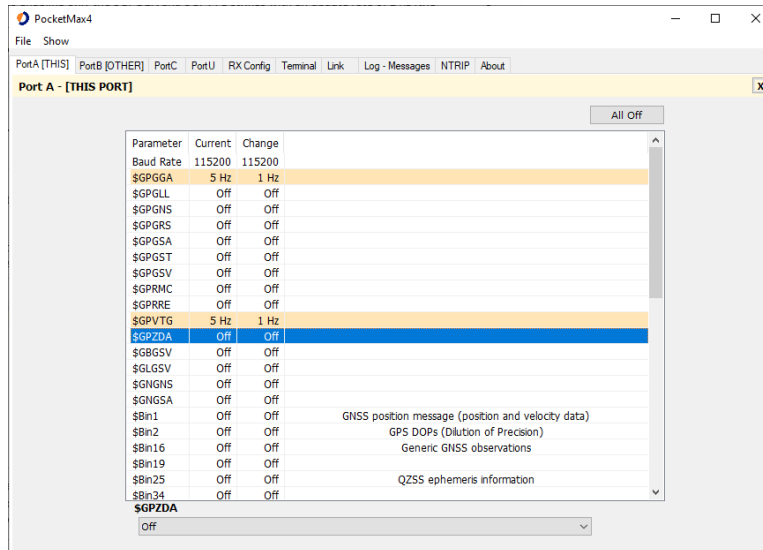 PocketMax4
File Show
PortA [THIS] PortB [OTHER] PortC PortU RX Config Terminal Link Log - Messages NTRIP About
Port A - [THIS PORT] X
All Off
Parameter Current Change
Baud Rate 115200 115200
$GPGGA 5 Hz 1 Hz
$GPGLL Off Off
$GPGNS Off Off
$GPGRS Off Off
$GPGSA Off Off
$GPGST Off Off
$GPGSV Off Off
$GPRMC Off Off
$GPRRE Off Off
$GPVTG 5 Hz 1 Hz
$GPZDA Off Off
$GBGSV Off Off
$GLGSV Off Off
$GNGNS Off Off
$GNGSA Off Off
$Bin1 Off Off GNSS position message (position and velocity data)
$Bin2 Off Off GPS DOPs (Dilution of Precision)
$Bin16 Off Off Generic GNSS observations
$Bin19 Off Off
$Bin25 Off Off QZSS ephemeris information
$Bin34 Off Off
$GPZDA
Off